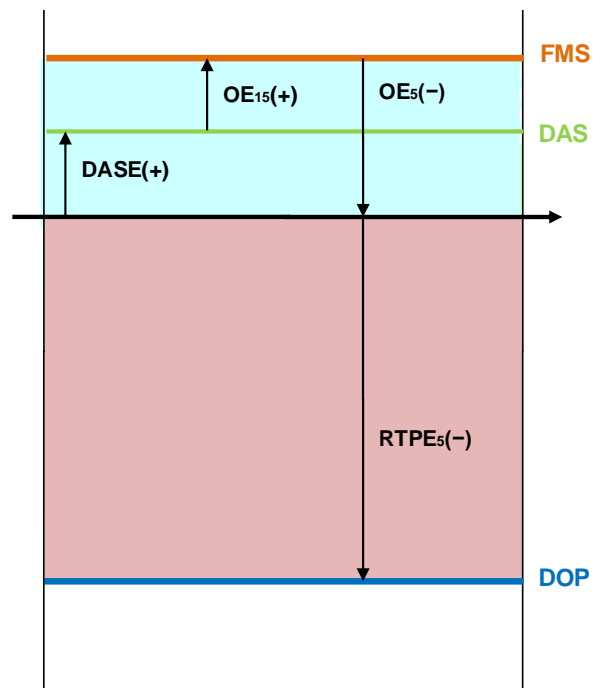 FMS
OE₁₅(+) OE₅(−)
DAS
DASE(+)
RTPE₅(−)
DOP